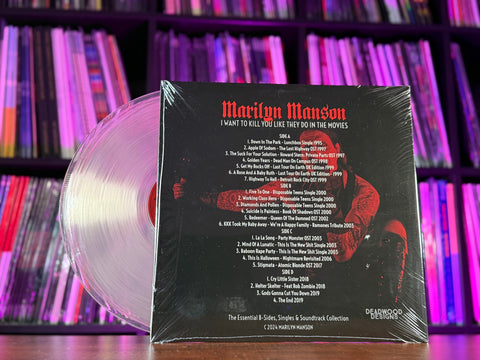 Marilyn Manson
I WANT TO KILL YOU LIKE THEY DO IN THE MOVIES
SIDE A
1. Down In The Park - Lunchbox Single 1995
2. Apple Of Sodom - The Lost Highway OST 1997
3. The Suck For Your Solution - Howard Stern: Private Parts OST 1997
4. Golden Years - Dead Man On Campus OST 1998
5. Get My Rocks Off - Last Tour On Earth UK Edition - 1999
6. A Rose And A Baby Ruth - Last Tour On Earth UK Edition - 1999
7. Highway To Hell - Detroit Rock City OST 1999
SIDE B
1. Five To One - Disposable Teens Single 2000
2. Working Class Hero - Disposable Teens Single 2000
3. Diamonds And Pollen - Disposable Teens Single 2000
4. Suicide Is Painless - Book Of Shadows OST 2000
5. Redeemer - Queen Of The Damned OST 2002
6. KKK Took My Baby Away - We're A Happy Family - Ramones Tribute 2003
SIDE C
1. La La Song - Party Monster OST 2003
2. Mind Of A Lunatic - This Is The New Shit Single 2003
3. Baboon Rape Party - This Is The New Shit Single 2003
4. This Is Halloween - Nightmare Revisited 2006
5. Stigmata - Atomic Blonde OST 2017
SIDE D
1. Cry Little Sister 2018
2. Helter Skelter - Feat Rob Zombie 2018
3. Gods Gonna Cut You Down 2019
4. The End 2019
The Essential B-Sides, Singles & Soundtrack Collection
C 2024 MARILYN MANSON
DEADWOOD
DESIGNS